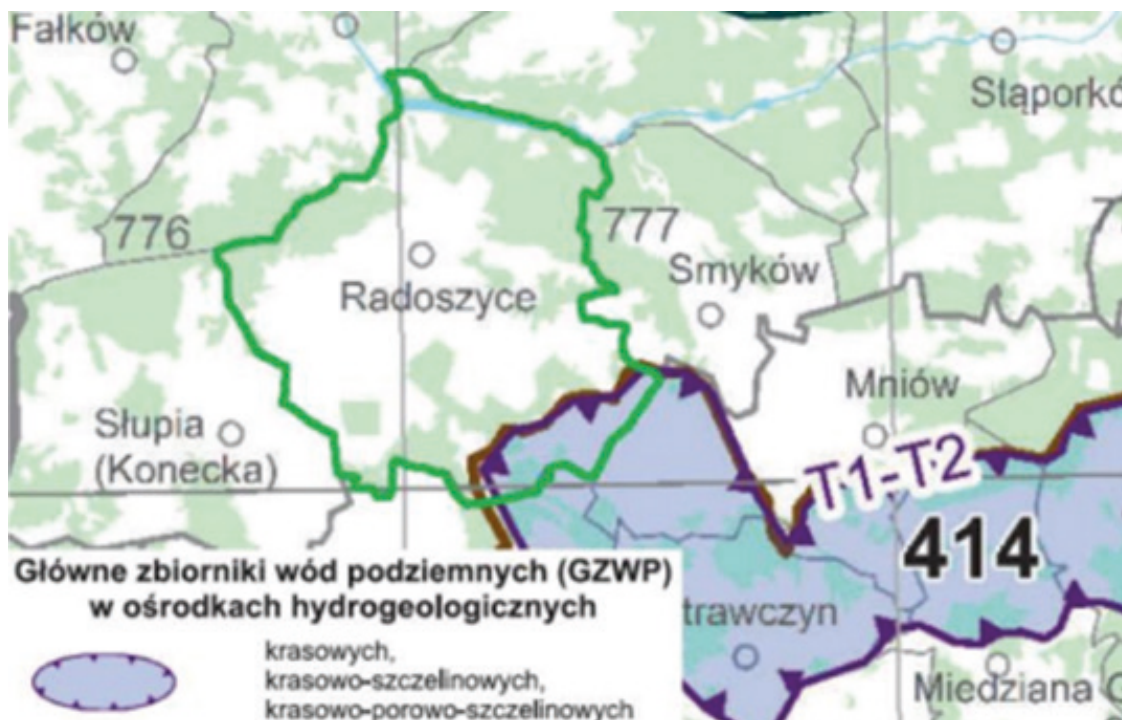 Fałków
Stąporkó
776
777
7
Radoszyce
Smyków
Mniów
Słupia
(Konecka)
T1-T2
414
Główne zbiorniki wód podziemnych (GZWP)
w ośrodkach hydrogeologicznych
krasowych,
krasowo-szczelinowych,
krasowo-porowo-szczelinowych
trawczyn
Miedziana G